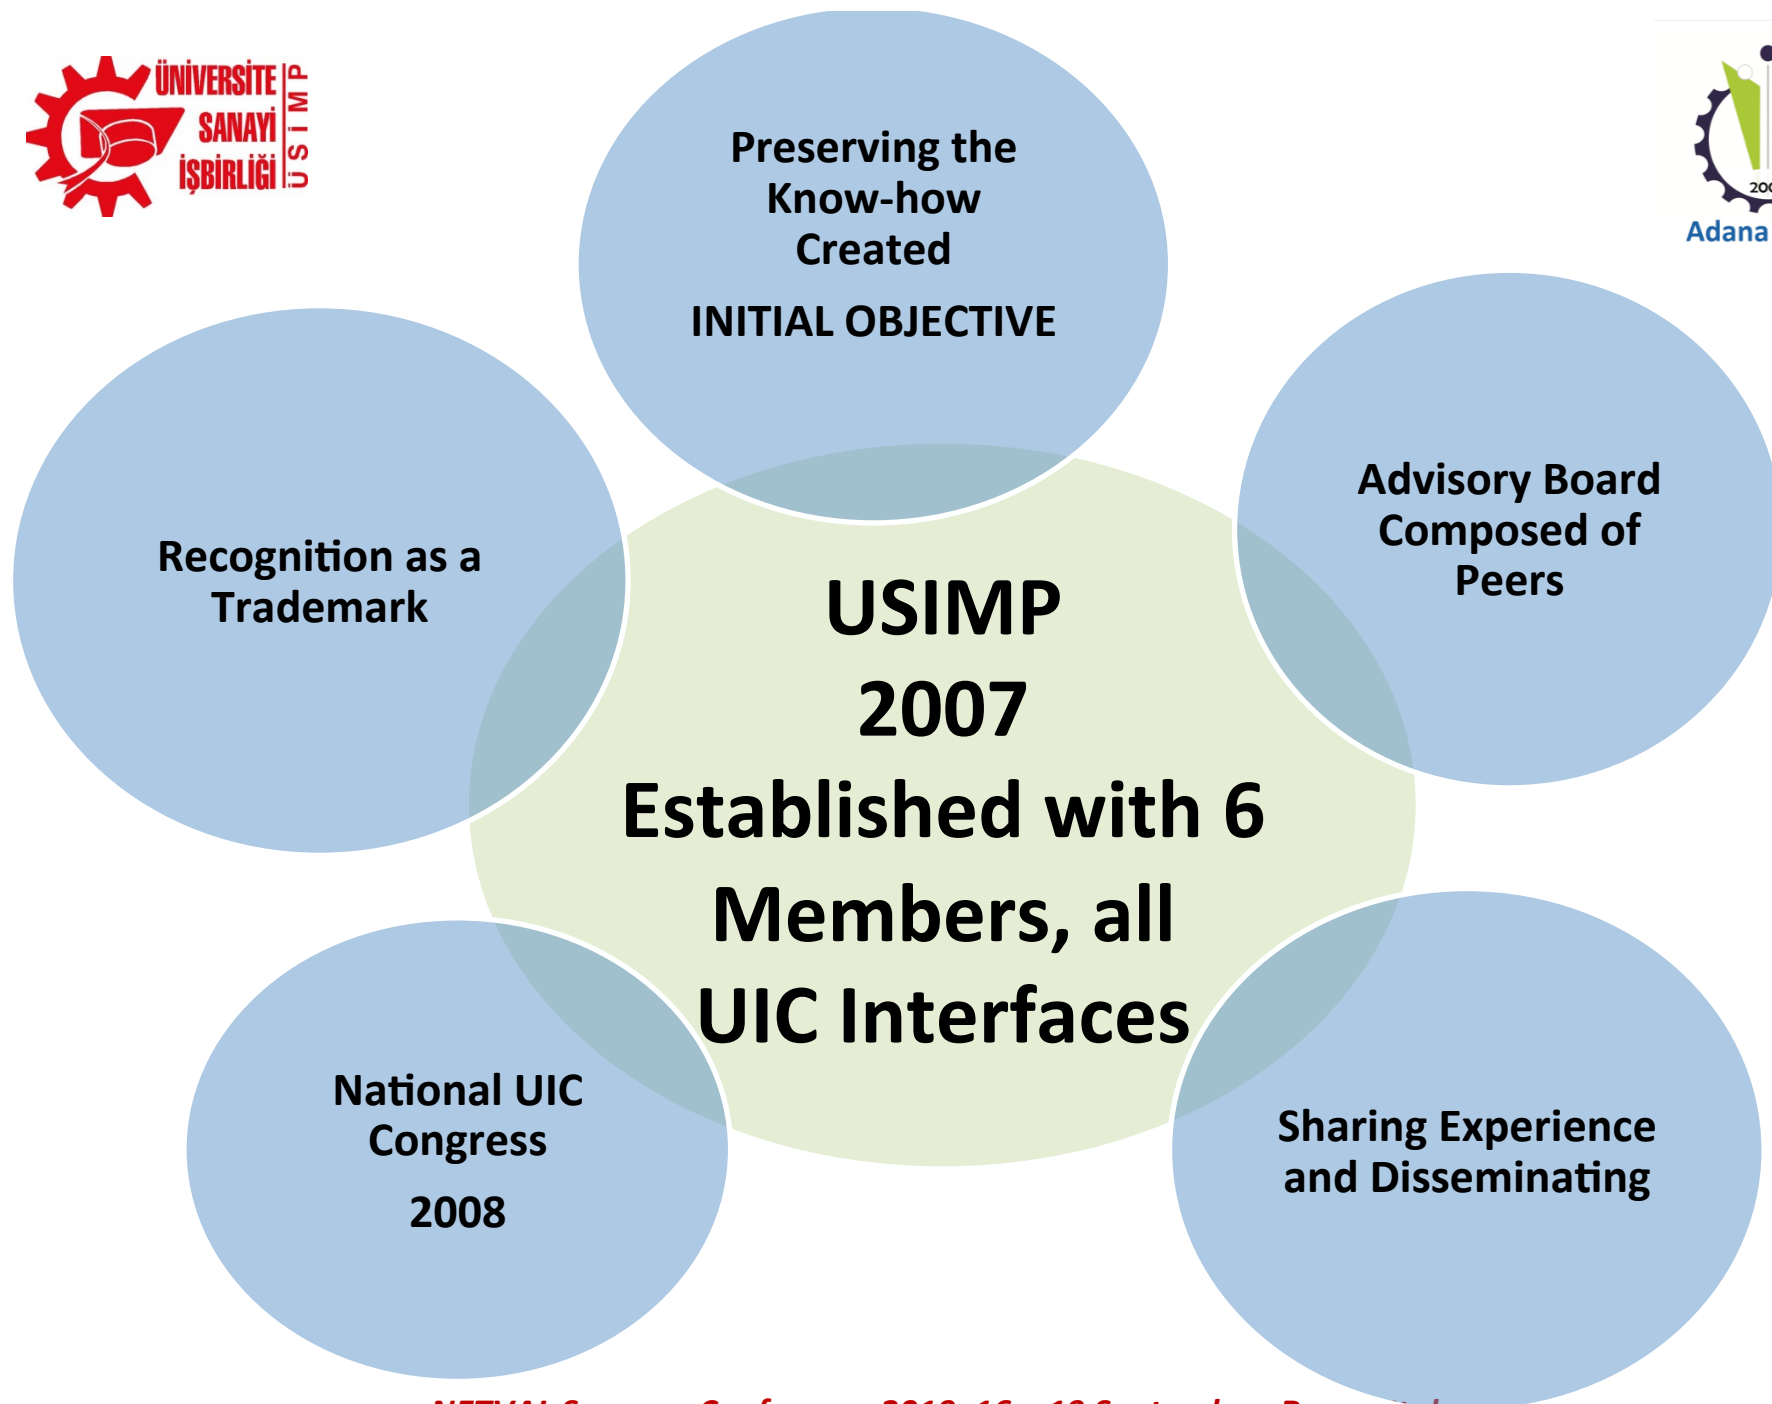 ÜNİVERSİTE
SANAYİ
İŞBİRLİĞİ
ÜSİMP
Adana
Preserving the
Know-how
Created
INITIAL OBJECTIVE
Advisory Board
Composed of
Peers
Recognition as a
Trademark
USIMP
2007
Established with 6
Members, all
UIC Interfaces
National UIC
Congress
2008
Sharing Experience
and Disseminating